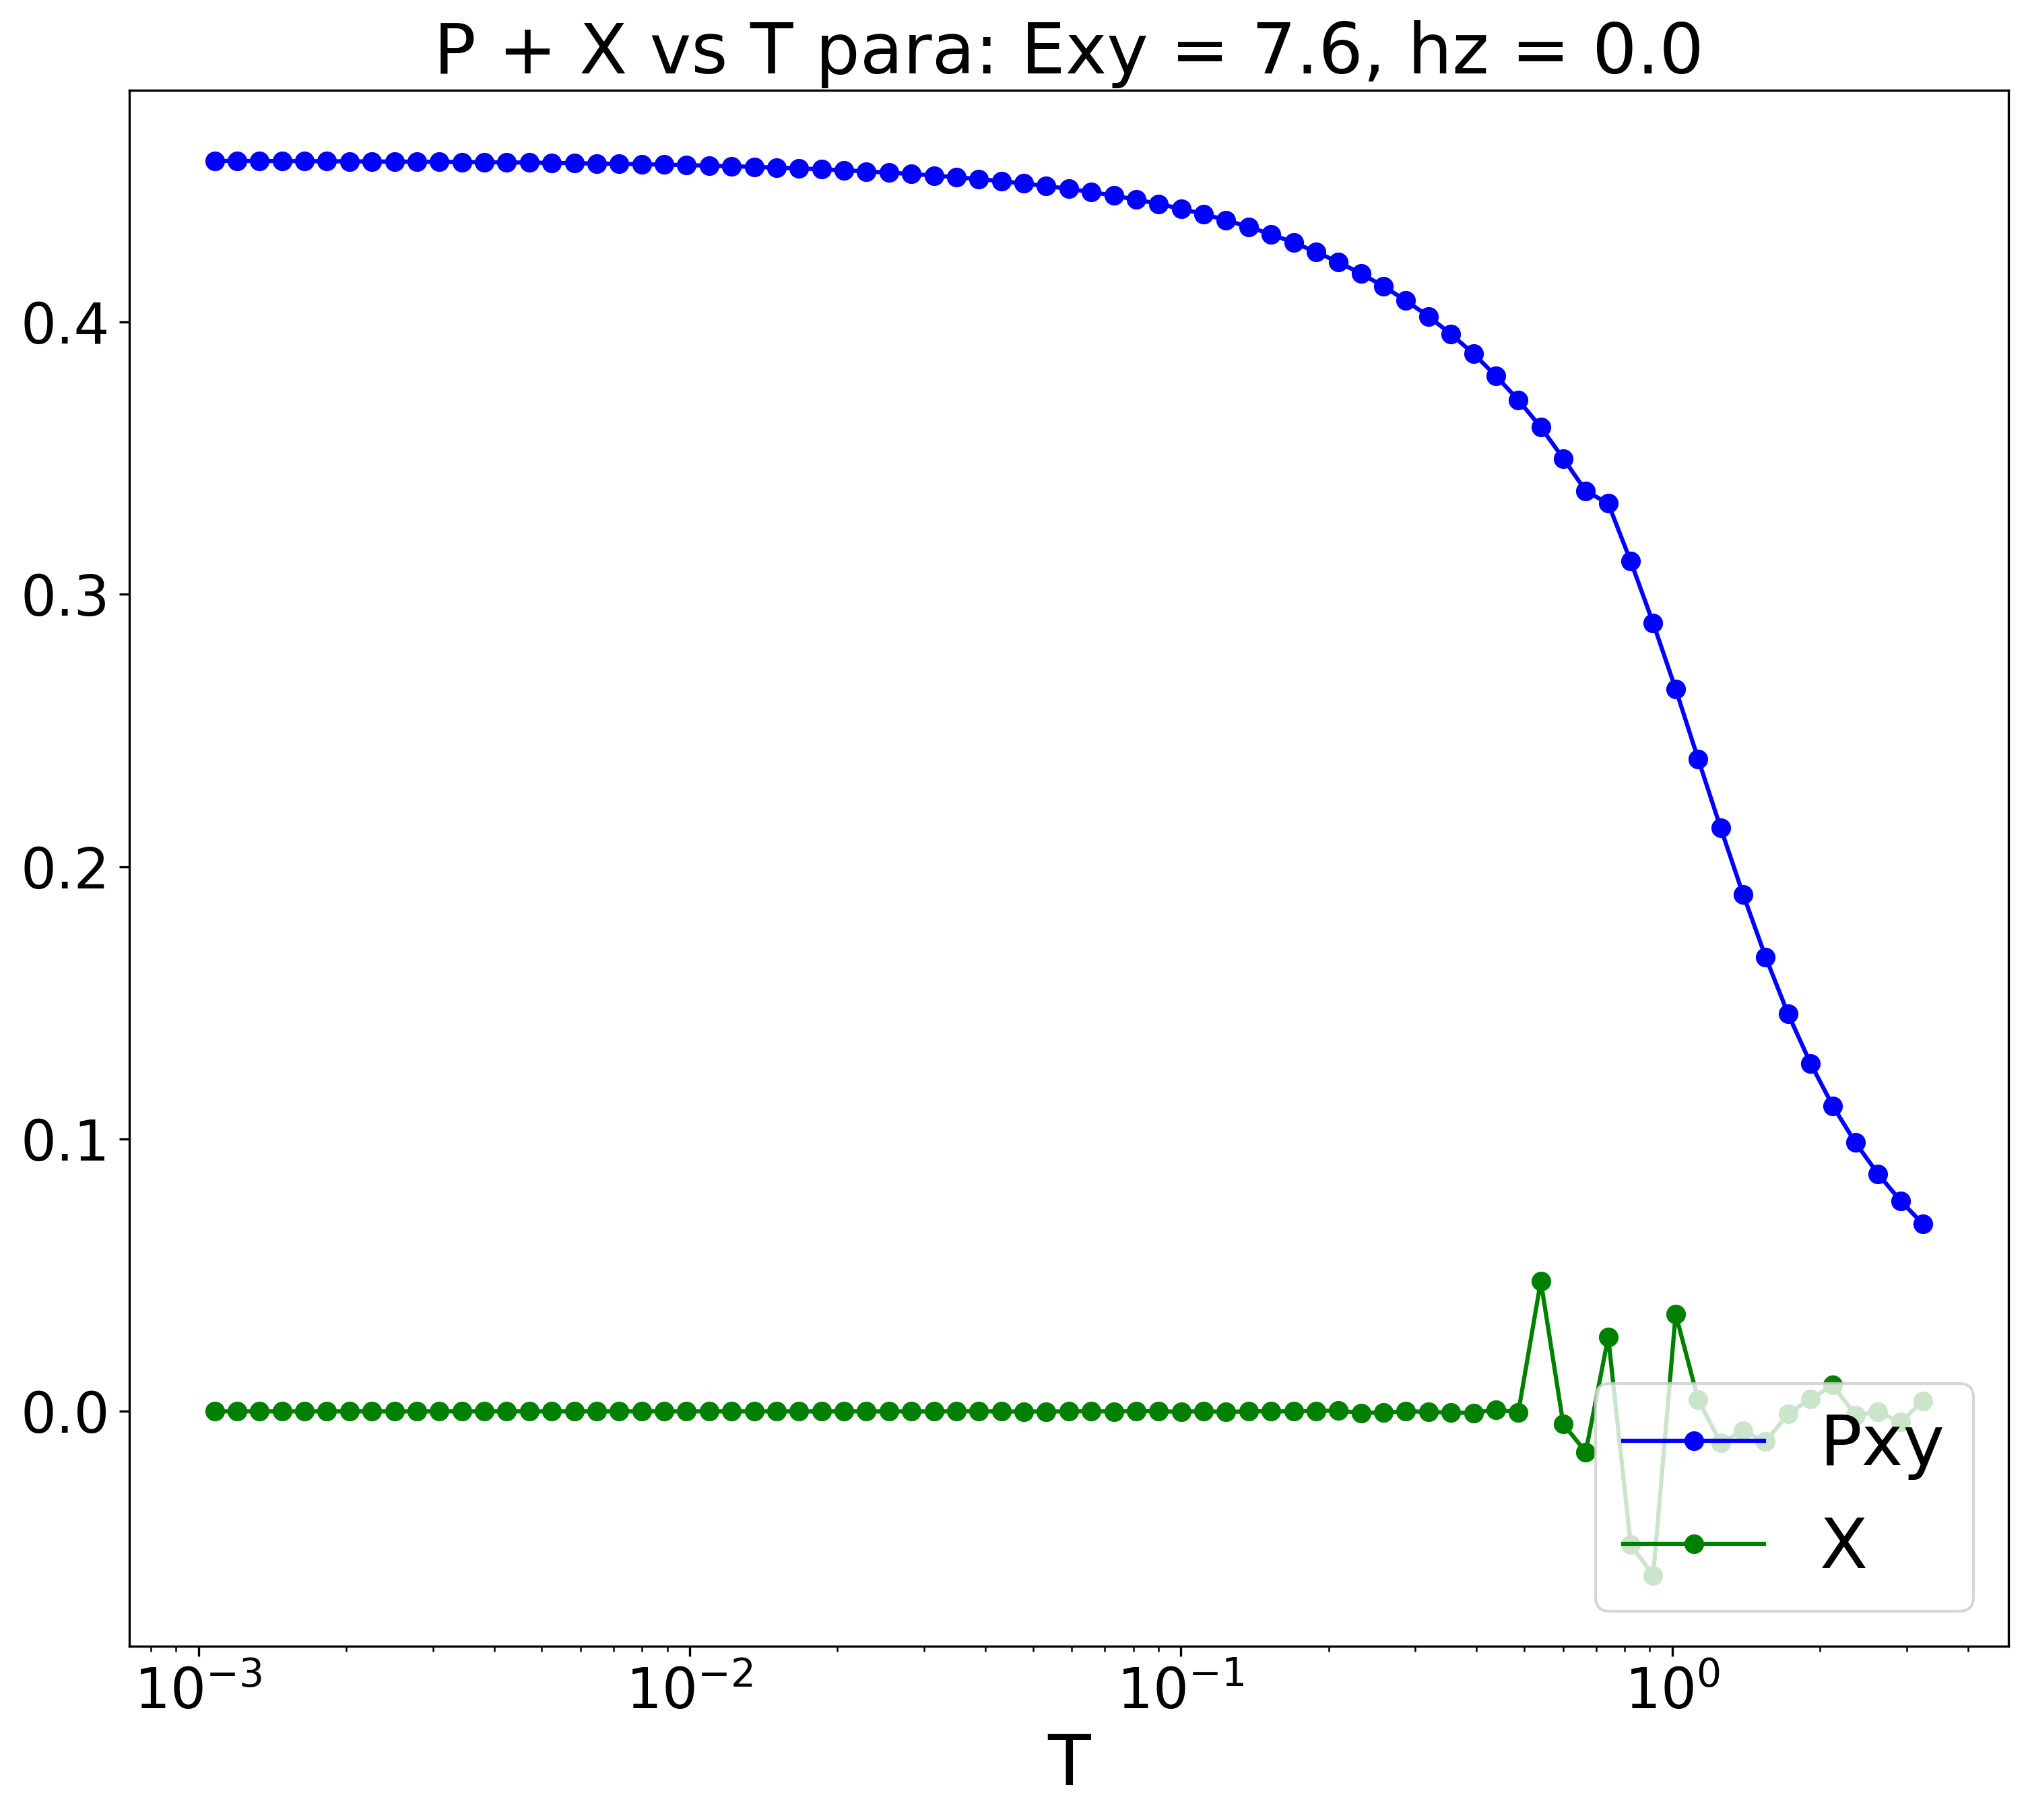 P + X vs T para: Exy = 7.6, hz = 0.0
0.4
0.3
0.2
0.1
0.0
Pxy
X
10⁻³ 10⁻² 10⁻¹ 10⁰
T